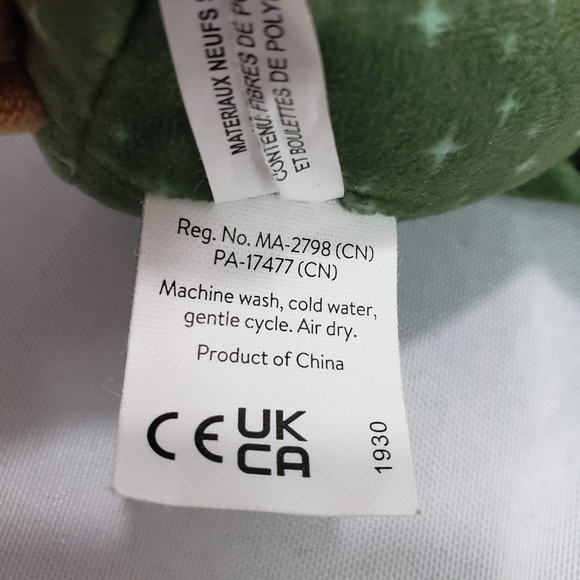 MATERIAUX NEUFS
CONTENU: FIBRES DE
ET BOULETTES DE POLY
Reg. No. MA-2798 (CN)
PA-17477 (CN)
Machine wash, cold water,
gentle cycle. Air dry.
Product of China
CE UK
CA
1930